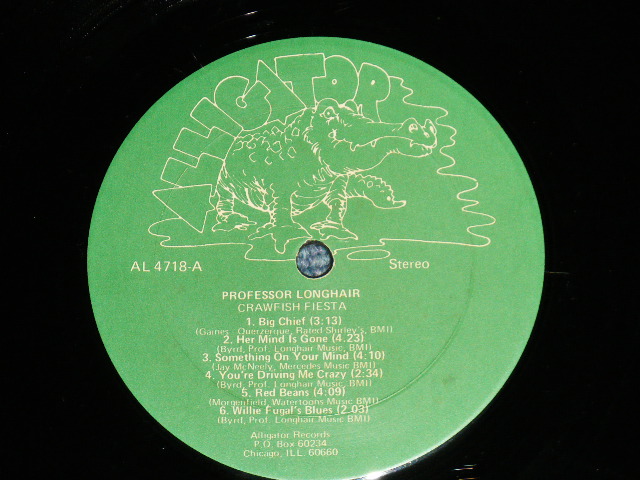 ALLIGATOR
AL 4718-A
Stereo
PROFESSOR LONGHAIR
CRAWFISH FIESTA
1. Big Chief (3:13)
(Gaines - Querzerque, Rated Shirley's, BMI)
2. Her Mind Is Gone (4.23)
(Byrd, Prof. Longhair Music, BMI)
3. Something On Your Mind (4:10)
(Jay McNeely, Mercedes Music BMI)
4. You're Driving Me Crazy (2:34)
(Byrd, Prof. Longhair Music, BMI)
5. Red Beans (4:09)
(Morgenfield, Watertoons Music BMI)
6. Willie Fugal's Blues (2.03)
(Byrd, Prof. Longhair Music BMI)
Alligator Records
P.O. Box 60234
Chicago, ILL. 60660